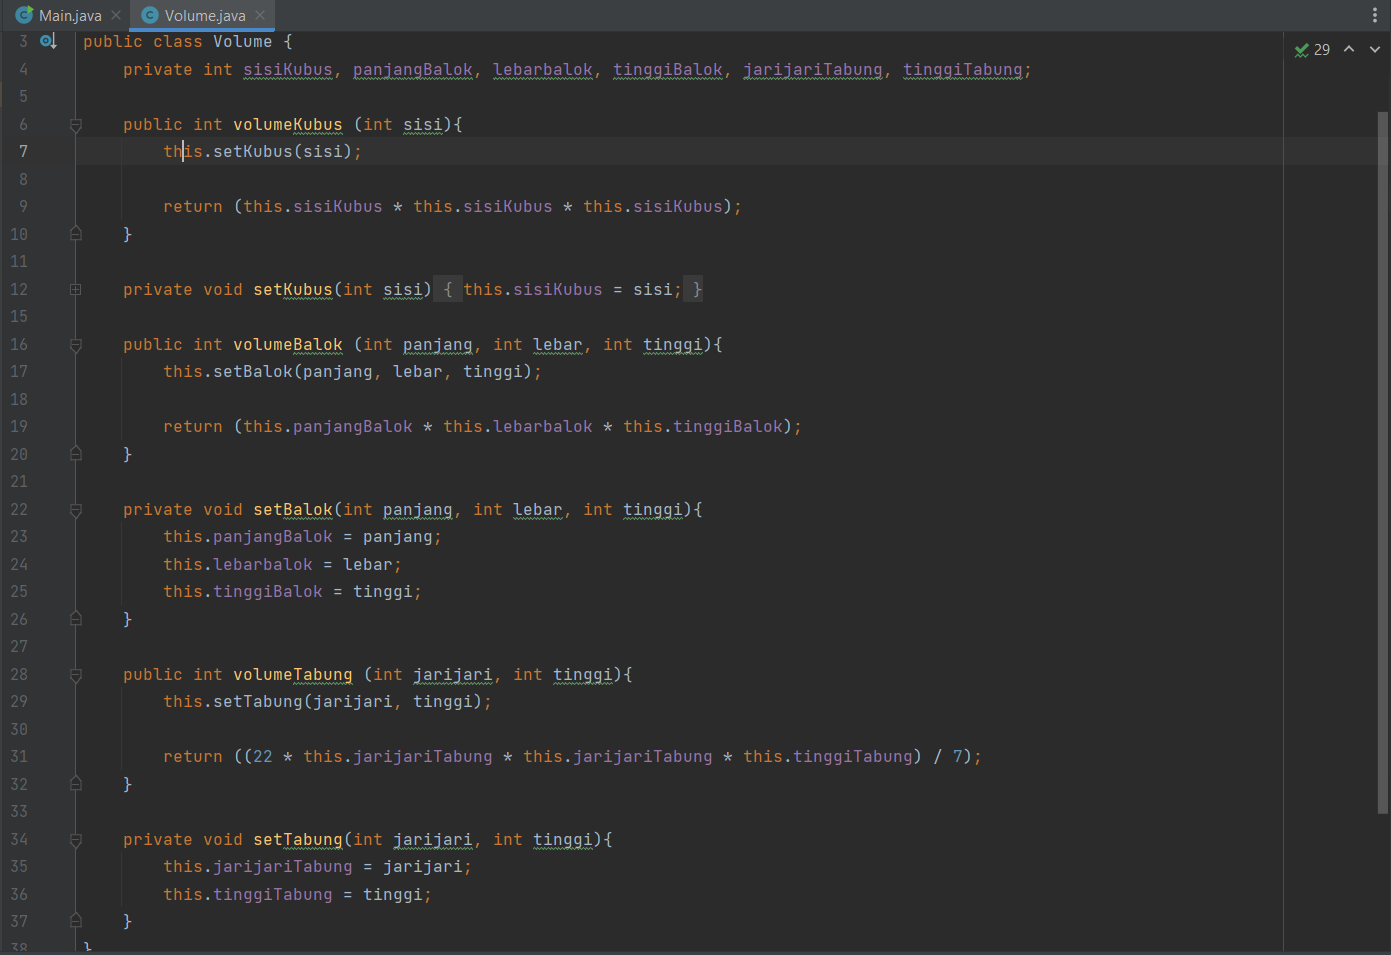 Main.java Volume.java
29
3 public class Volume {
4 private int sisiKubus, panjangBalok, lebarbalok, tinggiBalok, jarijariTabung, tinggiTabung;
5
6 public int volumeKubus (int sisi){
7 this.setKubus(sisi);
8
9 return (this.sisiKubus * this.sisiKubus * this.sisiKubus);
10 }
11
12 private void setKubus(int sisi) { this.sisiKubus = sisi; }
15
16 public int volumeBalok (int panjang, int lebar, int tinggi){
17 this.setBalok(panjang, lebar, tinggi);
18
19 return (this.panjangBalok * this.lebarbalok * this.tinggiBalok);
20 }
21
22 private void setBalok(int panjang, int lebar, int tinggi){
23 this.panjangBalok = panjang;
24 this.lebarbalok = lebar;
25 this.tinggiBalok = tinggi;
26 }
27
28 public int volumeTabung (int jarijari, int tinggi){
29 this.setTabung(jarijari, tinggi);
30
31 return ((22 * this.jarijariTabung * this.jarijariTabung * this.tinggiTabung) / 7);
32 }
33
34 private void setTabung(int jarijari, int tinggi){
35 this.jarijariTabung = jarijari;
36 this.tinggiTabung = tinggi;
37 }
38 }